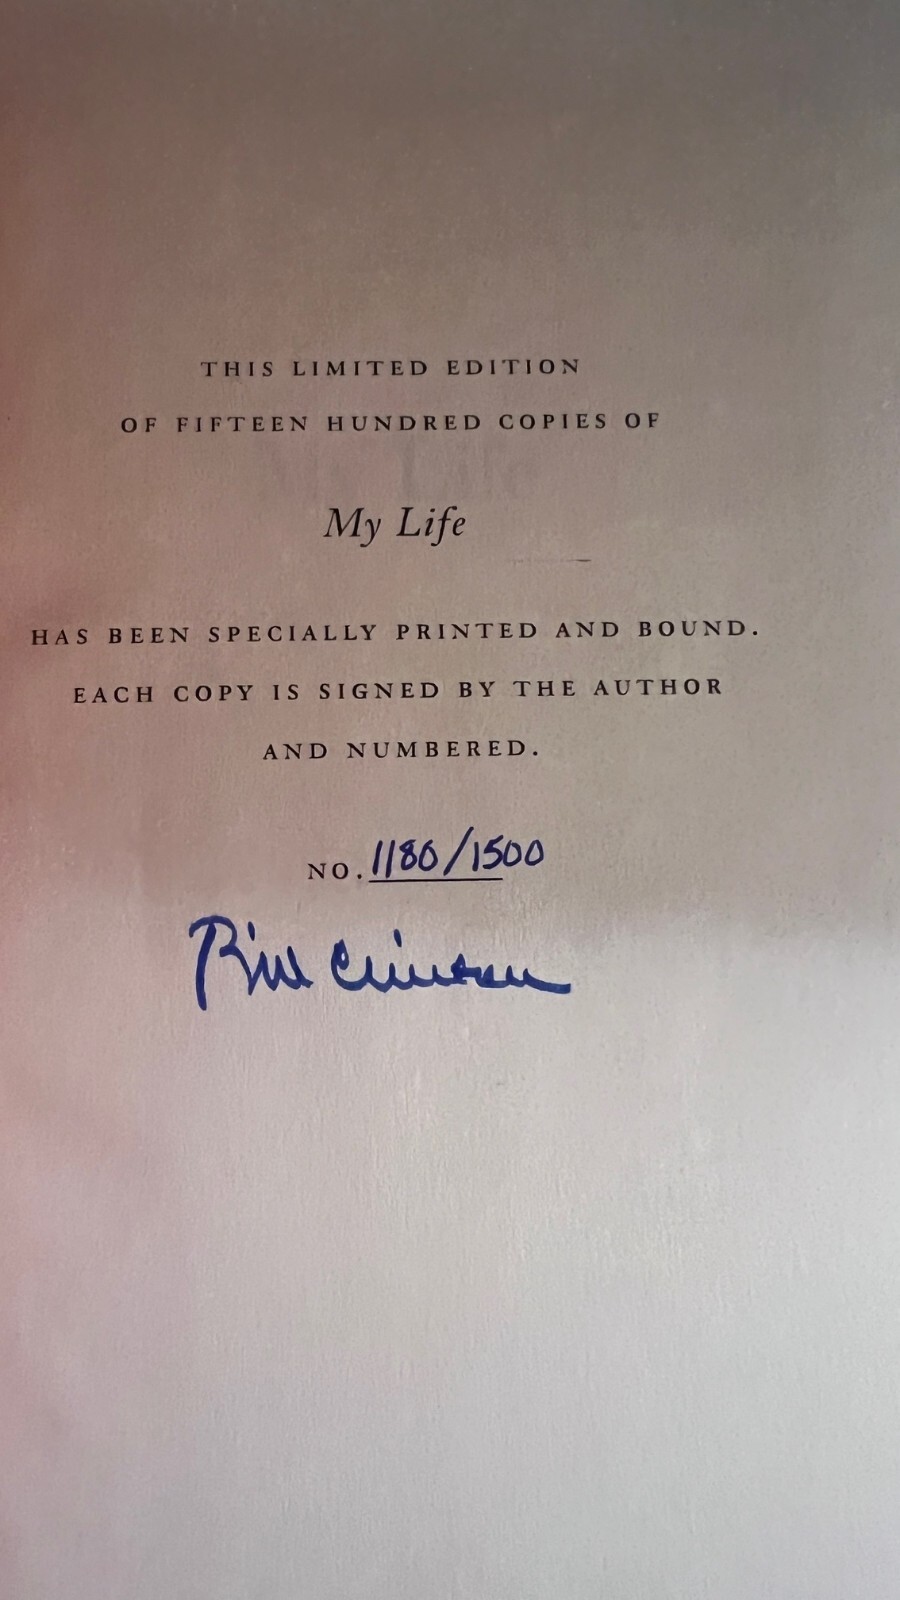 THIS LIMITED EDITION
OF FIFTEEN HUNDRED COPIES OF
My Life
HAS BEEN SPECIALLY PRINTED AND BOUND.
EACH COPY IS SIGNED BY THE AUTHOR
AND NUMBERED.
NO. 1180/1500
Bill Clinton